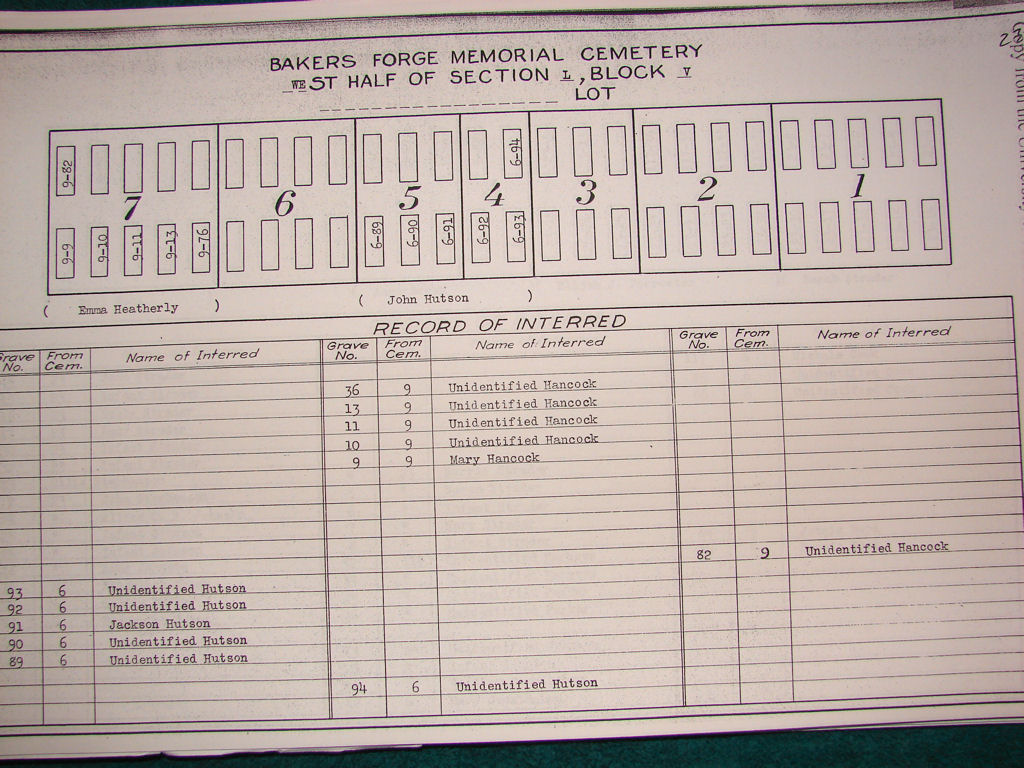 BAKERS FORGE MEMORIAL CEMETERY
WEST HALF OF SECTION L, BLOCK V
LOT
9-82
6-94
7
6
5
4
3
2
1
9-9
9-10
9-11
9-13
9-76
6-89
6-90
6-91
6-92
6-93
( Emma Heatherly )
( John Hutson )
RECORD OF INTERRED
Grave No. From Cem. Name of Interred Grave No. From Cem. Name of Interred Grave No. From Cem. Name of Interred
36 9 Unidentified Hancock
13 9 Unidentified Hancock
11 9 Unidentified Hancock
10 9 Unidentified Hancock
9 9 Mary Hancock
82 9 Unidentified Hancock
93 6 Unidentified Hutson
92 6 Unidentified Hutson
91 6 Jackson Hutson
90 6 Unidentified Hutson
89 6 Unidentified Hutson
94 6 Unidentified Hutson